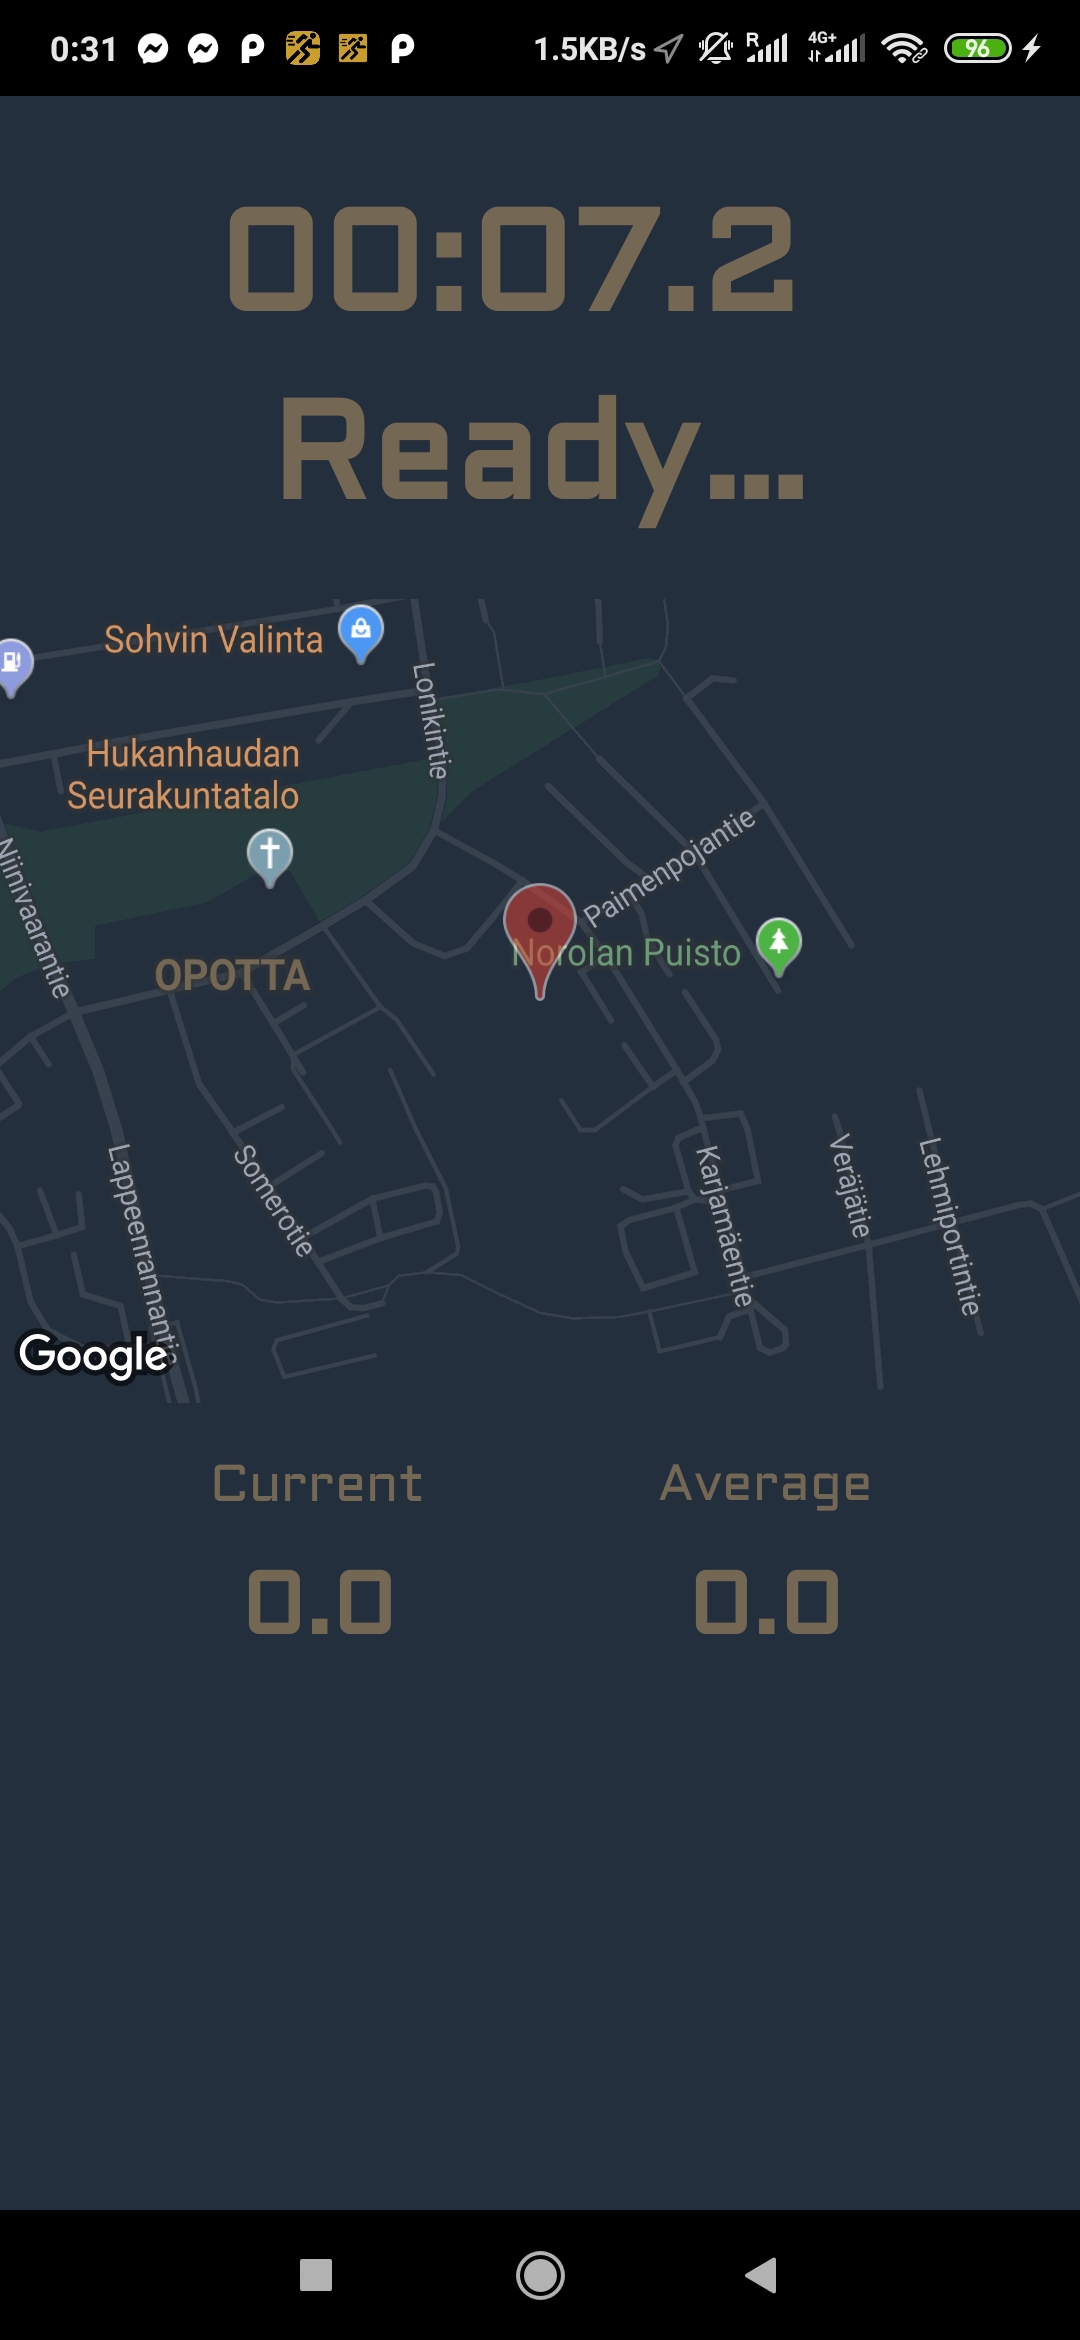 0:31 1.5KB/s R 4G+ 96
00:07.2
Ready...
Sohvin Valinta
Lonikintie
Hukanhaudan
Seurakuntatalo
Niinivaarantie
Paimenpojantie
Norolan Puisto
OPOTTA
Lappeenrannantie
Somerotie
Karjamäentie
Veräjätie
Lehmiportintie
Google
Current Average
0.0 0.0